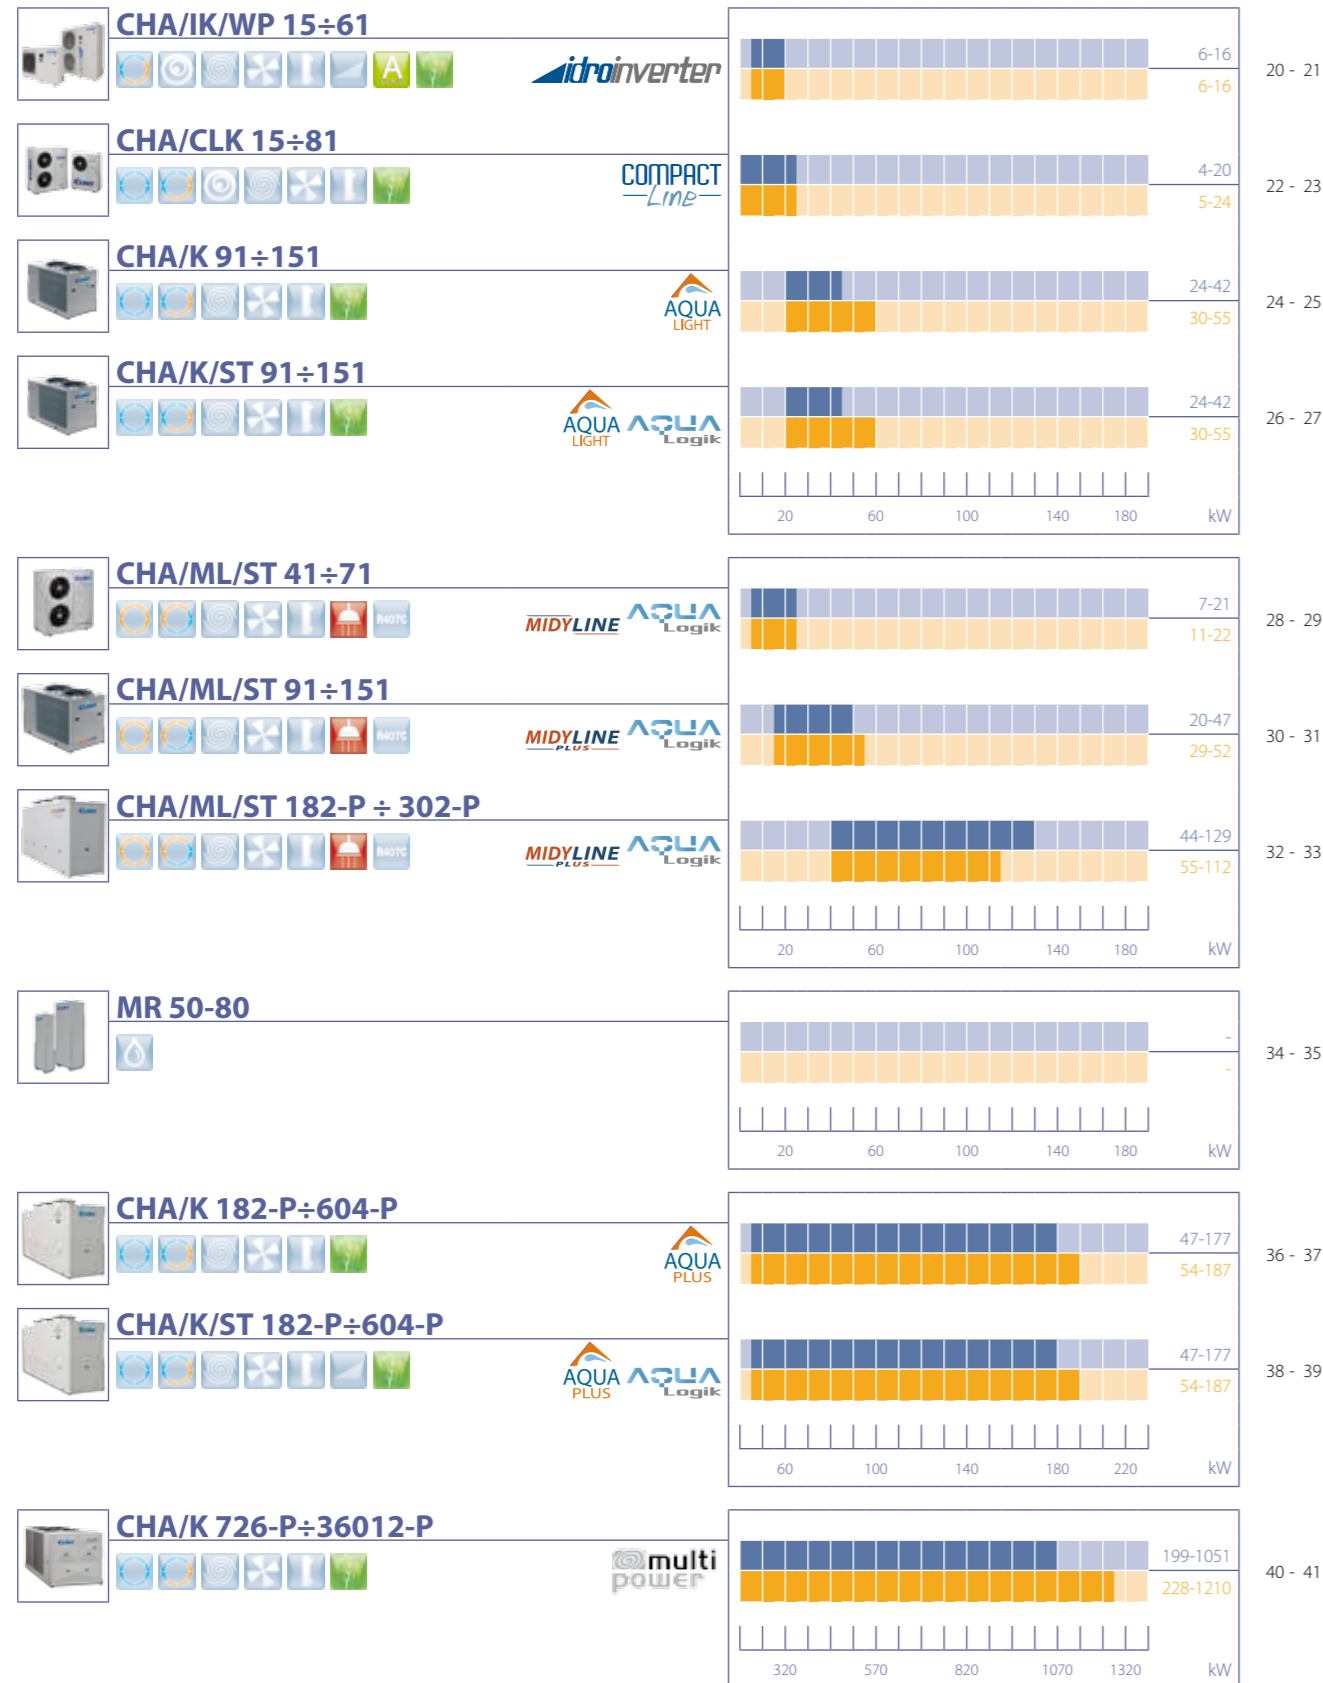 CHA/IK/WP 15÷61
A
idroinverter
6-16
6-16
20 - 21
CHA/CLK 15÷81
COMPACT
Line
4-20
5-24
22 - 23
CHA/K 91÷151
AQUA
LIGHT
24-42
30-55
24 - 25
CHA/K/ST 91÷151
AQUA
LIGHT
AQUA
Logik
24-42
30-55
26 - 27
20 60 100 140 180 kW
CHA/ML/ST 41÷71
R407C
MIDYLINE
AQUA
Logik
7-21
11-22
28 - 29
CHA/ML/ST 91÷151
R407C
MIDYLINE
PLUS
AQUA
Logik
20-47
29-52
30 - 31
CHA/ML/ST 182-P ÷ 302-P
R407C
MIDYLINE
PLUS
AQUA
Logik
44-129
55-112
32 - 33
20 60 100 140 180 kW
MR 50-80
-
-
34 - 35
20 60 100 140 180 kW
CHA/K 182-P÷604-P
AQUA
PLUS
47-177
54-187
36 - 37
CHA/K/ST 182-P÷604-P
AQUA
PLUS
AQUA
Logik
47-177
54-187
38 - 39
60 100 140 180 220 kW
CHA/K 726-P÷36012-P
multi
power
199-1051
228-1210
40 - 41
320 570 820 1070 1320 kW